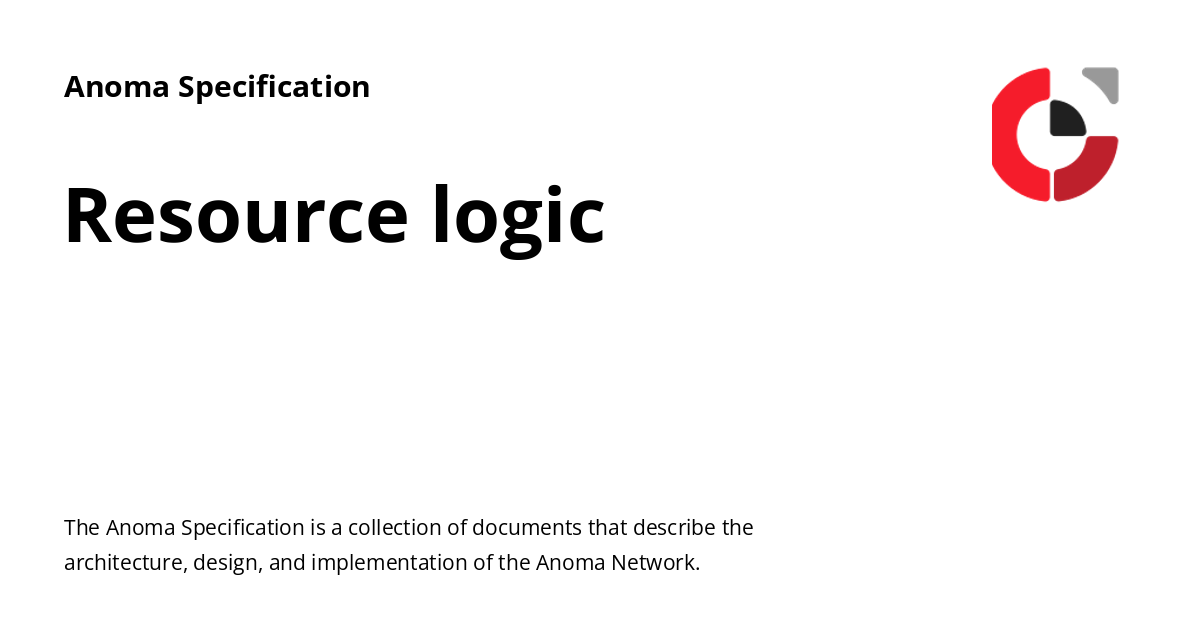 Anoma Specification
Resource logic
The Anoma Specification is a collection of documents that describe the
architecture, design, and implementation of the Anoma Network.